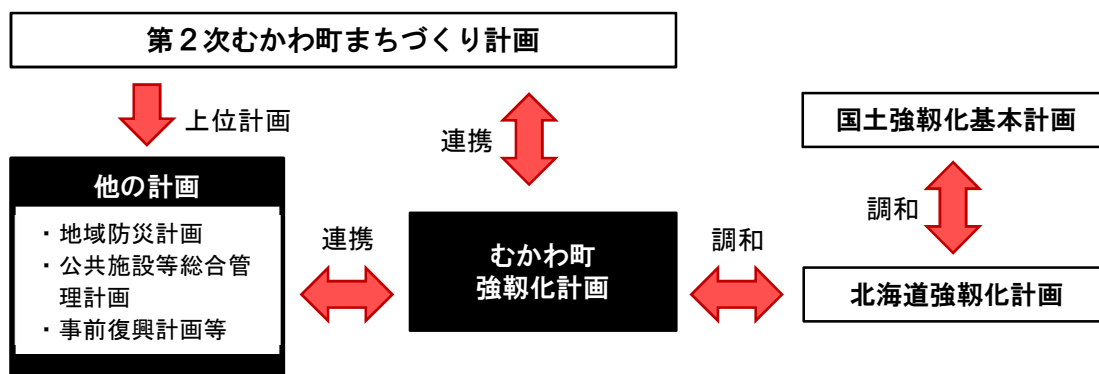 第２次むかわ町まちづくり計画
上位計画
連携
国土強靱化基本計画
調和
他の計画
・地域防災計画
・公共施設等総合管
理計画
・事前復興計画等
連携
むかわ町
強靱化計画
調和
北海道強靱化計画